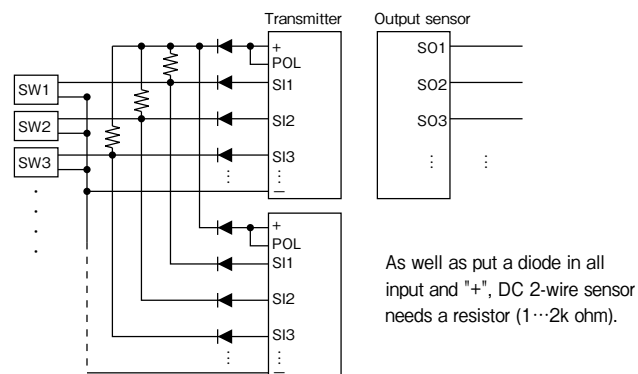 Transmitter
Output sensor
+
POL
SI1
SI2
SI3
−
SO1
SO2
SO3
SW1
SW2
SW3
+
POL
SI1
SI2
SI3
As well as put a diode in all
input and "+", DC 2-wire sensor
needs a resistor (1⋯2k ohm).